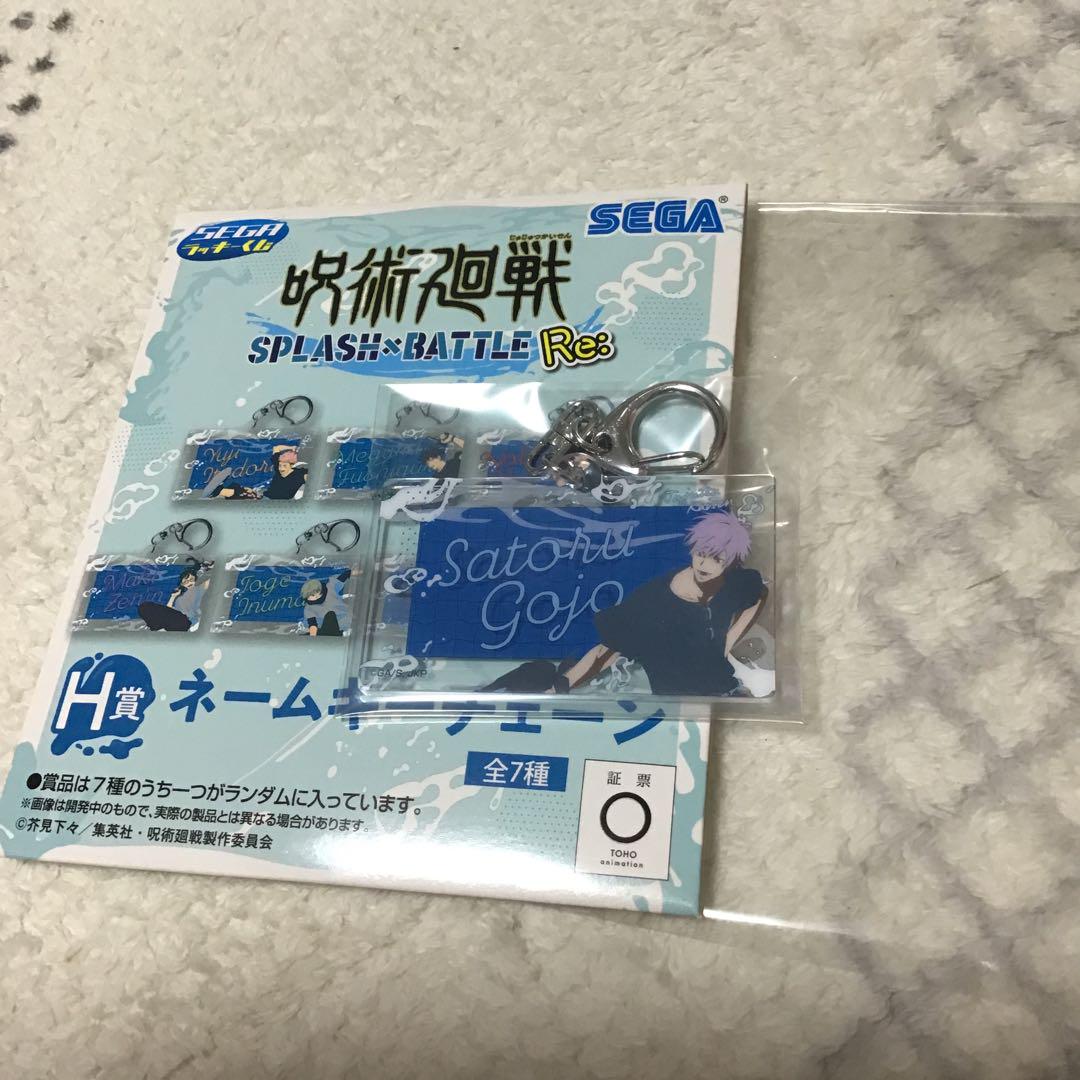 SEGA
ラッキーくじ
SEGA®
じゅじゅつかいせん
呪術廻戦
SPLASH×BATTLE Re:
Yuji
Itadori
Megumi
Fushiguro
Satoru
Gojo
©GA/S, JKP
Maki
Zenin
Toge
Inumaki
H賞
ネームキーチェーン
全7種
●賞品は7種のうち一つがランダムに入っています。
※画像は開発中のもので、実際の製品とは異なる場合があります。
©芥見下々／集英社・呪術廻戦製作委員会
証票
TOHO
animation